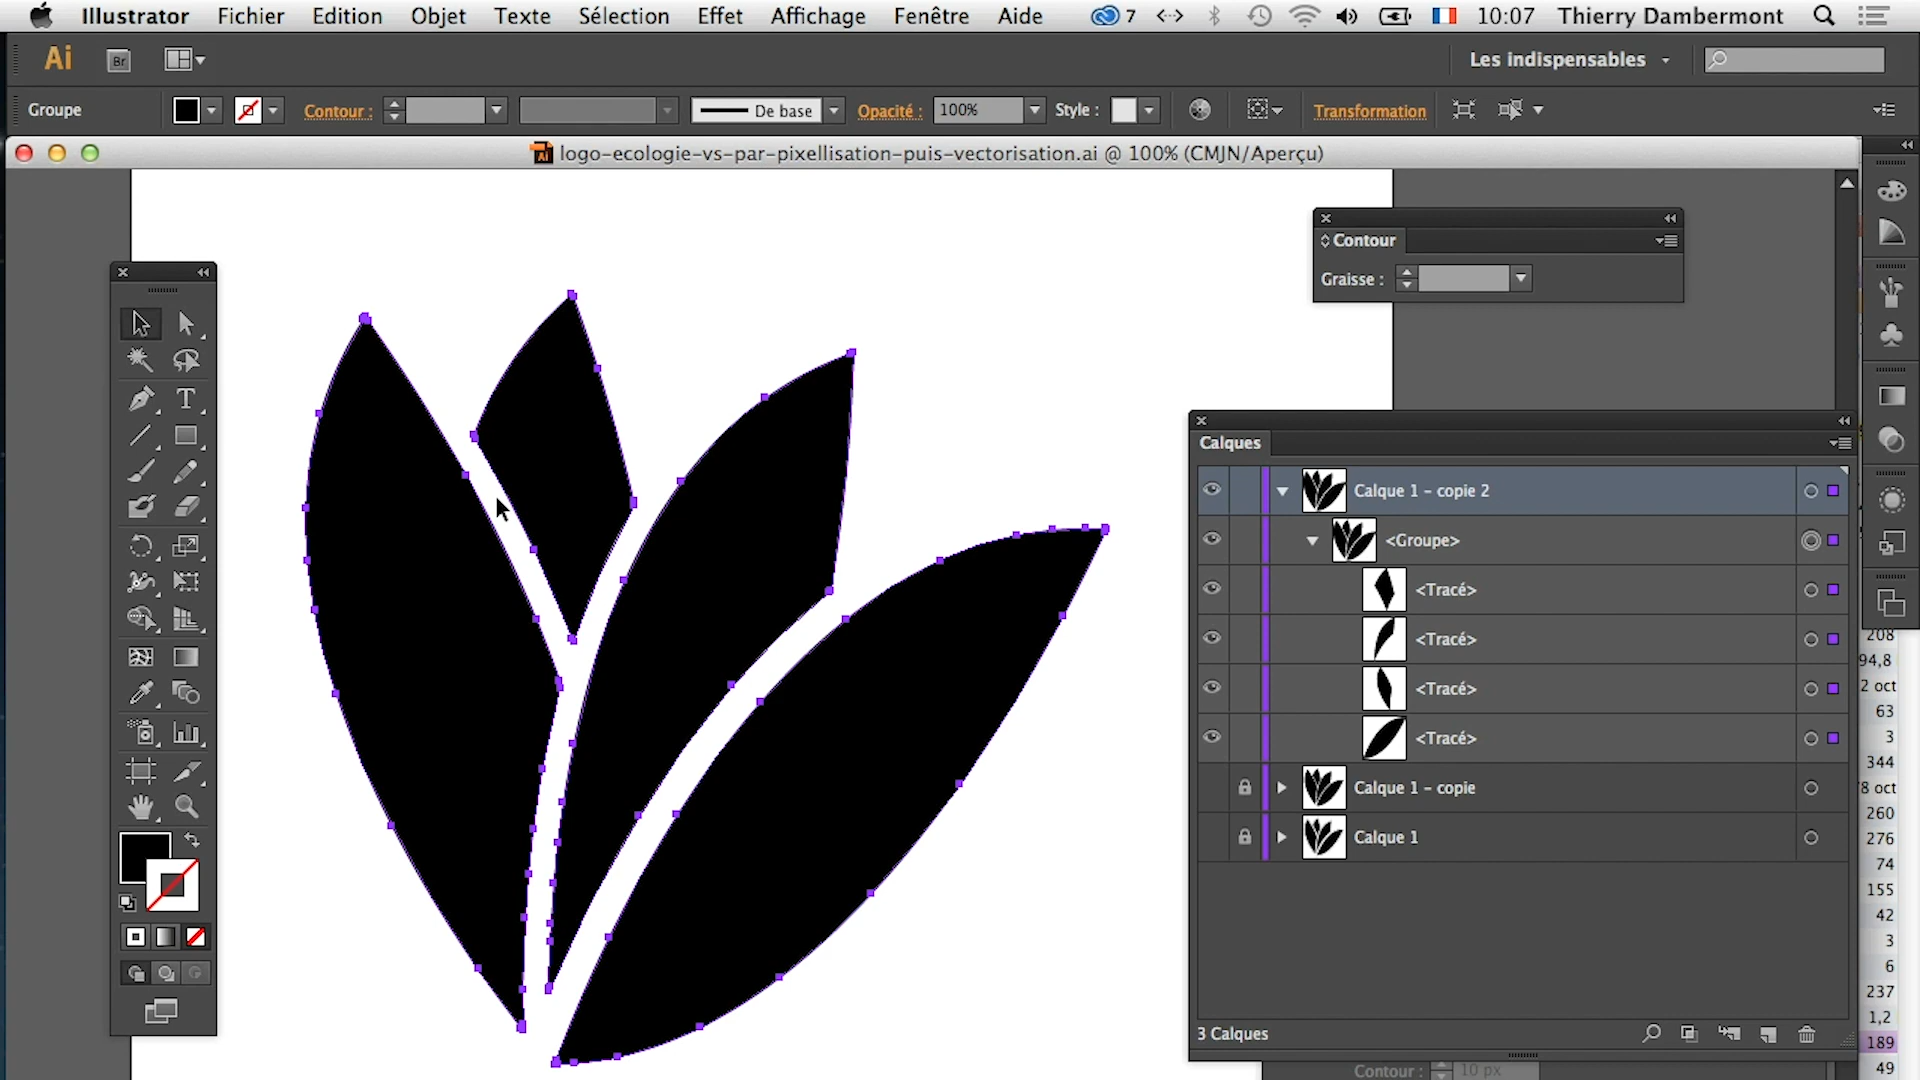 Illustrator Fichier Edition Objet Texte Sélection Effet Affichage Fenêtre Aide 7 10:07 Thierry Dambermont
Ai Br Les indispensables
Groupe Contour : De base Opacité : 100% Style : Transformation
logo-ecologie-vs-par-pixellisation-puis-vectorisation.ai @ 100% (CMJN/Aperçu)
Contour
Graisse :
Calques
Calque 1 - copie 2
<Groupe>
<Tracé>
<Tracé>
<Tracé>
<Tracé>
Calque 1 - copie
Calque 1
3 Calques
T
208
94,8
2 oct
63
3
344
8 oct
260
276
74
155
42
3
6
237
1,2
189
49
Contour : 10 px